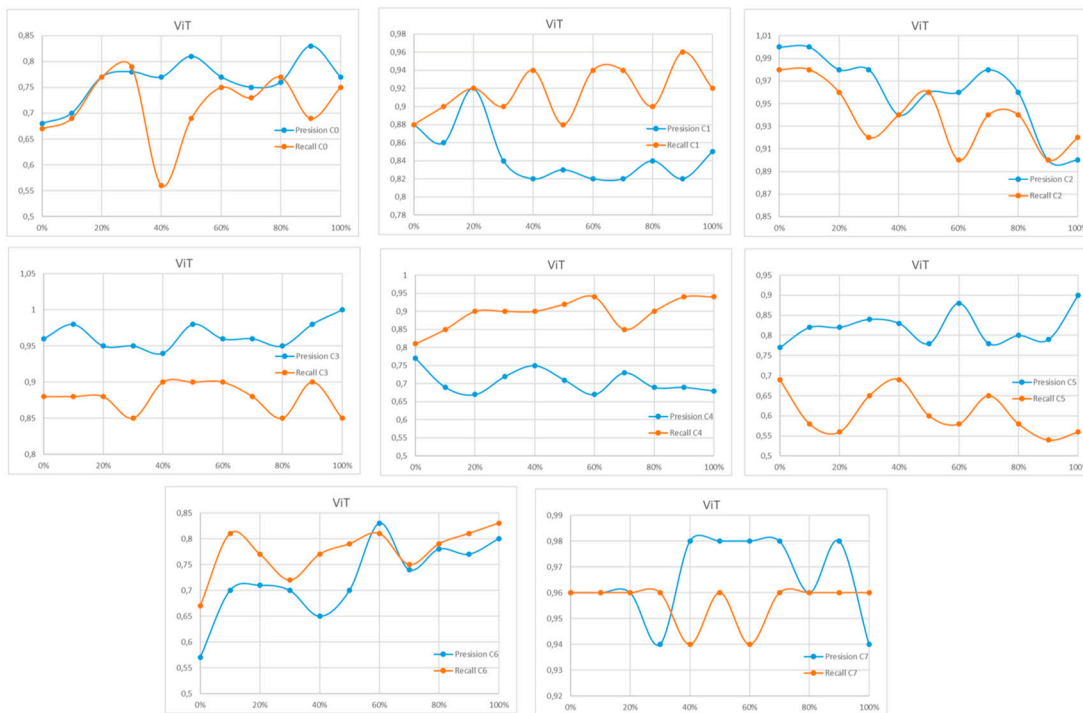 ViT
0,85
0,8
0,75
0,7
0,65
0,6
0,55
0,5
0% 20% 40% 60% 80% 100%
Presision C0
Recall C0
ViT
0,98
0,96
0,94
0,92
0,9
0,88
0,86
0,84
0,82
0,8
0,78
0% 20% 40% 60% 80% 100%
Presision C1
Recall C1
ViT
1,01
0,99
0,97
0,95
0,93
0,91
0,89
0,87
0,85
0% 20% 40% 60% 80% 100%
Presision C2
Recall C2
ViT
1,05
1
0,95
0,9
0,85
0,8
0% 20% 40% 60% 80% 100%
Presision C3
Recall C3
ViT
1
0,95
0,9
0,85
0,8
0,75
0,7
0,65
0,6
0,55
0,5
0% 20% 40% 60% 80% 100%
Presision C4
Recall C4
ViT
0,95
0,9
0,85
0,8
0,75
0,7
0,65
0,6
0,55
0,5
0% 20% 40% 60% 80% 100%
Presision C5
Recall C5
ViT
0,85
0,8
0,75
0,7
0,65
0,6
0,55
0,5
0% 20% 40% 60% 80% 100%
Presision C6
Recall C6
ViT
0,99
0,98
0,97
0,96
0,95
0,94
0,93
0,92
0% 20% 40% 60% 80% 100%
Presision C7
Recall C7